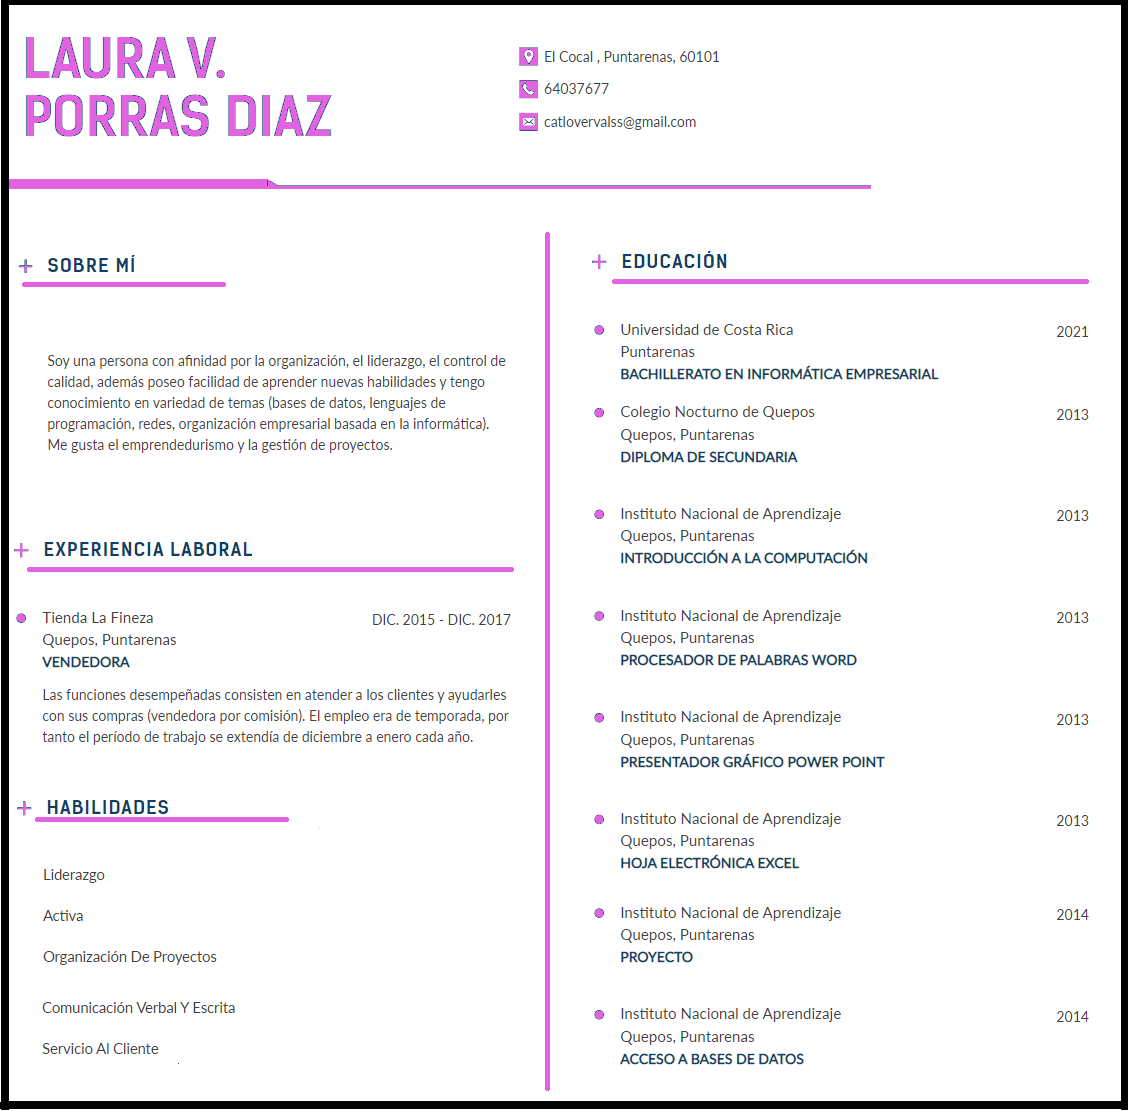 LAURA V.
PORRAS DIAZ
El Cocal , Puntarenas, 60101
64037677
catlovervalss@gmail.com
SOBRE MÍ
Soy una persona con afinidad por la organización, el liderazgo, el control de
calidad, además poseo facilidad de aprender nuevas habilidades y tengo
conocimiento en variedad de temas (bases de datos, lenguajes de
programación, redes, organización empresarial basada en la informática).
Me gusta el emprendedurismo y la gestión de proyectos.
EXPERIENCIA LABORAL
Tienda La Fineza
DIC. 2015 - DIC. 2017
Quepos, Puntarenas
VENDEDORA
Las funciones desempeñadas consisten en atender a los clientes y ayudarles
con sus compras (vendedora por comisión). El empleo era de temporada, por
tanto el período de trabajo se extendía de diciembre a enero cada año.
HABILIDADES
Liderazgo
Activa
Organización De Proyectos
Comunicación Verbal Y Escrita
Servicio Al Cliente
EDUCACIÓN
Universidad de Costa Rica
2021
Puntarenas
BACHILLERATO EN INFORMÁTICA EMPRESARIAL
Colegio Nocturno de Quepos
2013
Quepos, Puntarenas
DIPLOMA DE SECUNDARIA
Instituto Nacional de Aprendizaje
2013
Quepos, Puntarenas
INTRODUCCIÓN A LA COMPUTACIÓN
Instituto Nacional de Aprendizaje
2013
Quepos, Puntarenas
PROCESADOR DE PALABRAS WORD
Instituto Nacional de Aprendizaje
2013
Quepos, Puntarenas
PRESENTADOR GRÁFICO POWER POINT
Instituto Nacional de Aprendizaje
2013
Quepos, Puntarenas
HOJA ELECTRÓNICA EXCEL
Instituto Nacional de Aprendizaje
2014
Quepos, Puntarenas
PROYECTO
Instituto Nacional de Aprendizaje
2014
Quepos, Puntarenas
ACCESO A BASES DE DATOS